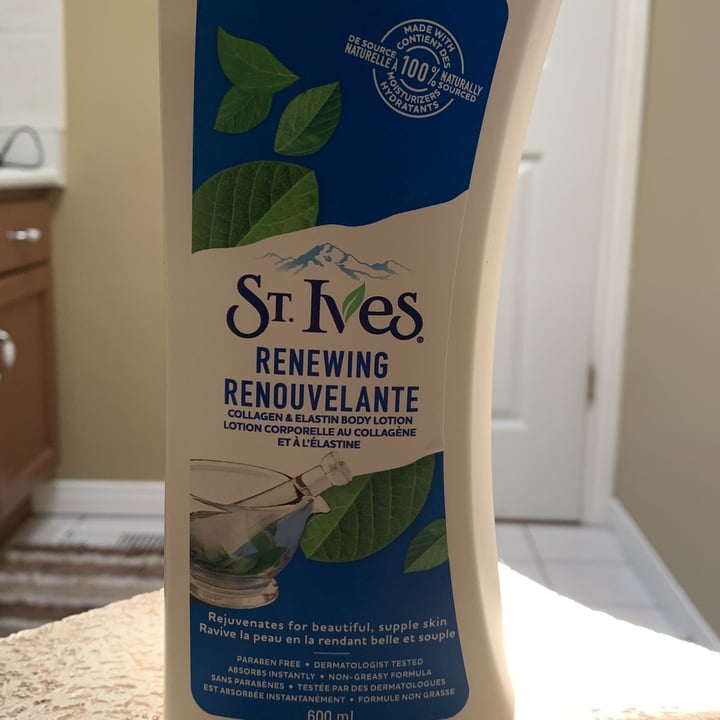 MADE WITH
CONTIENT DES
DE SOURCE
NATURELLE À
100%
NATURALLY
SOURCED
MOISTURIZERS
HYDRATANTS
ST. IVES®
RENEWING
RENOUVELANTE
COLLAGEN & ELASTIN BODY LOTION
LOTION CORPORELLE AU COLLAGÈNE
ET À L'ÉLASTINE
Rejuvenates for beautiful, supple skin
Ravive la peau en la rendant belle et souple
PARABEN FREE • DERMATOLOGIST TESTED
ABSORBS INSTANTLY • NON-GREASY FORMULA
SANS PARABÈNES • TESTÉE PAR DES DERMATOLOGUES
EST ABSORBÉE INSTANTANÉMENT • FORMULE NON GRASSE
600 ml